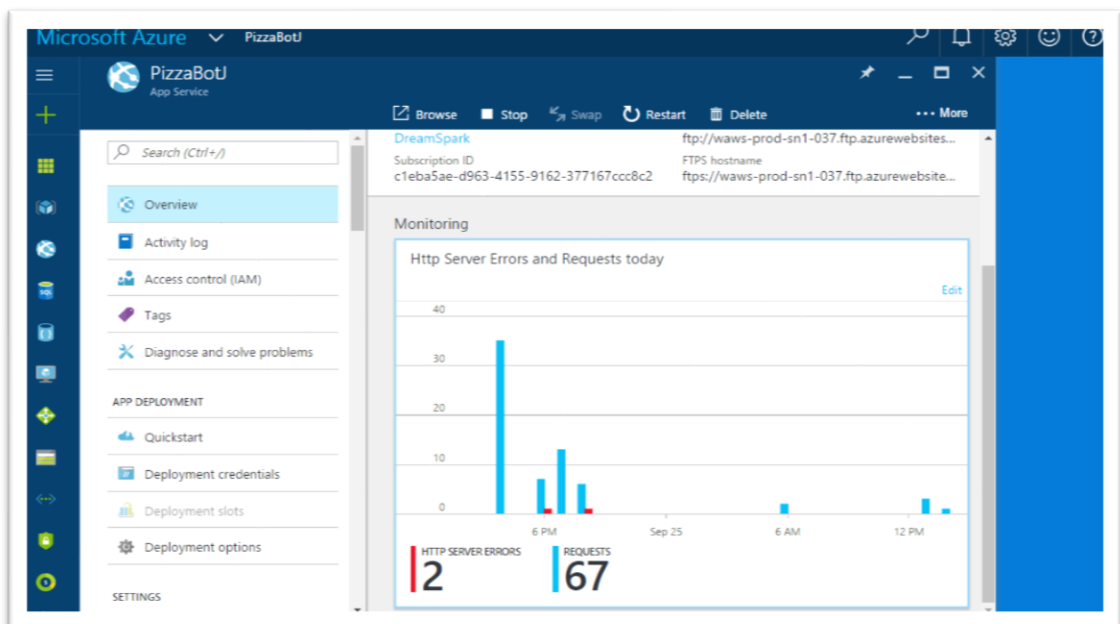 Microsoft Azure PizzaBotJ
PizzaBotJ
App Service
Browse Stop Swap Restart Delete ••• More
Search (Ctrl+/)
Overview
Activity log
Access control (IAM)
Tags
Diagnose and solve problems
APP DEPLOYMENT
Quickstart
Deployment credentials
Deployment slots
Deployment options
SETTINGS
DreamSpark ftp://waws-prod-sn1-037.ftp.azurewebsites...
Subscription ID FTPS hostname
c1eba5ae-d963-4155-9162-377167ccc8c2 ftps://waws-prod-sn1-037.ftp.azurewebsite...
Monitoring
Http Server Errors and Requests today
Edit
40
30
20
10
0
6 PM Sep 25 6 AM 12 PM
HTTP SERVER ERRORS REQUESTS
2 67